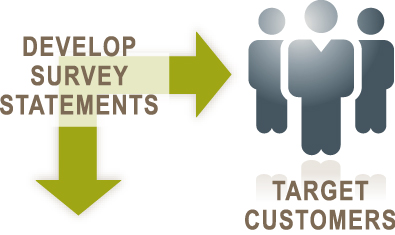 DEVELOP
SURVEY
STATEMENTS
TARGET
CUSTOMERS